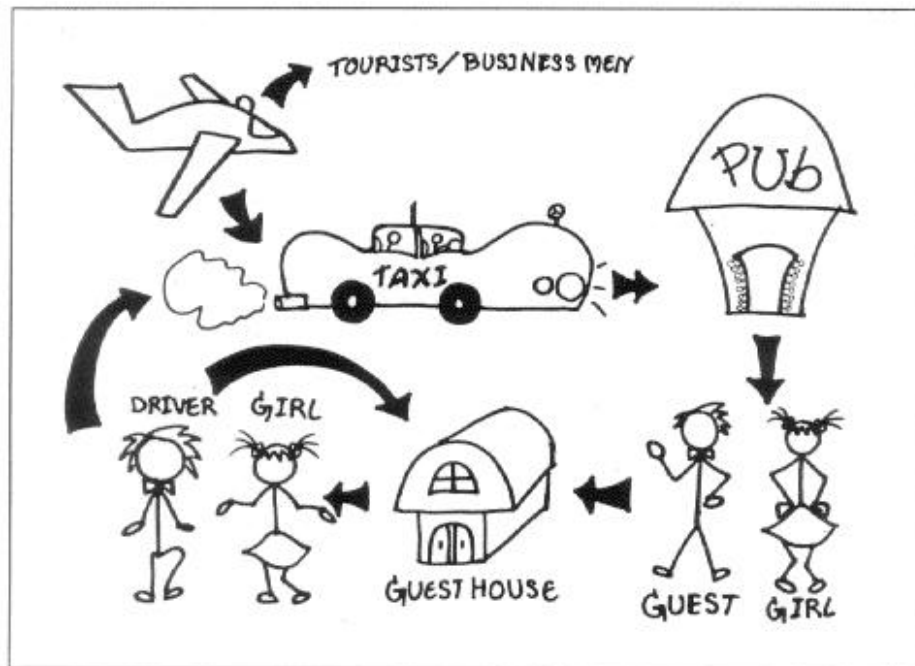 TOURISTS/BUSINESS MEN
PUb
TAXI
DRIVER GIRL
GUEST HOUSE
GUEST GIRL